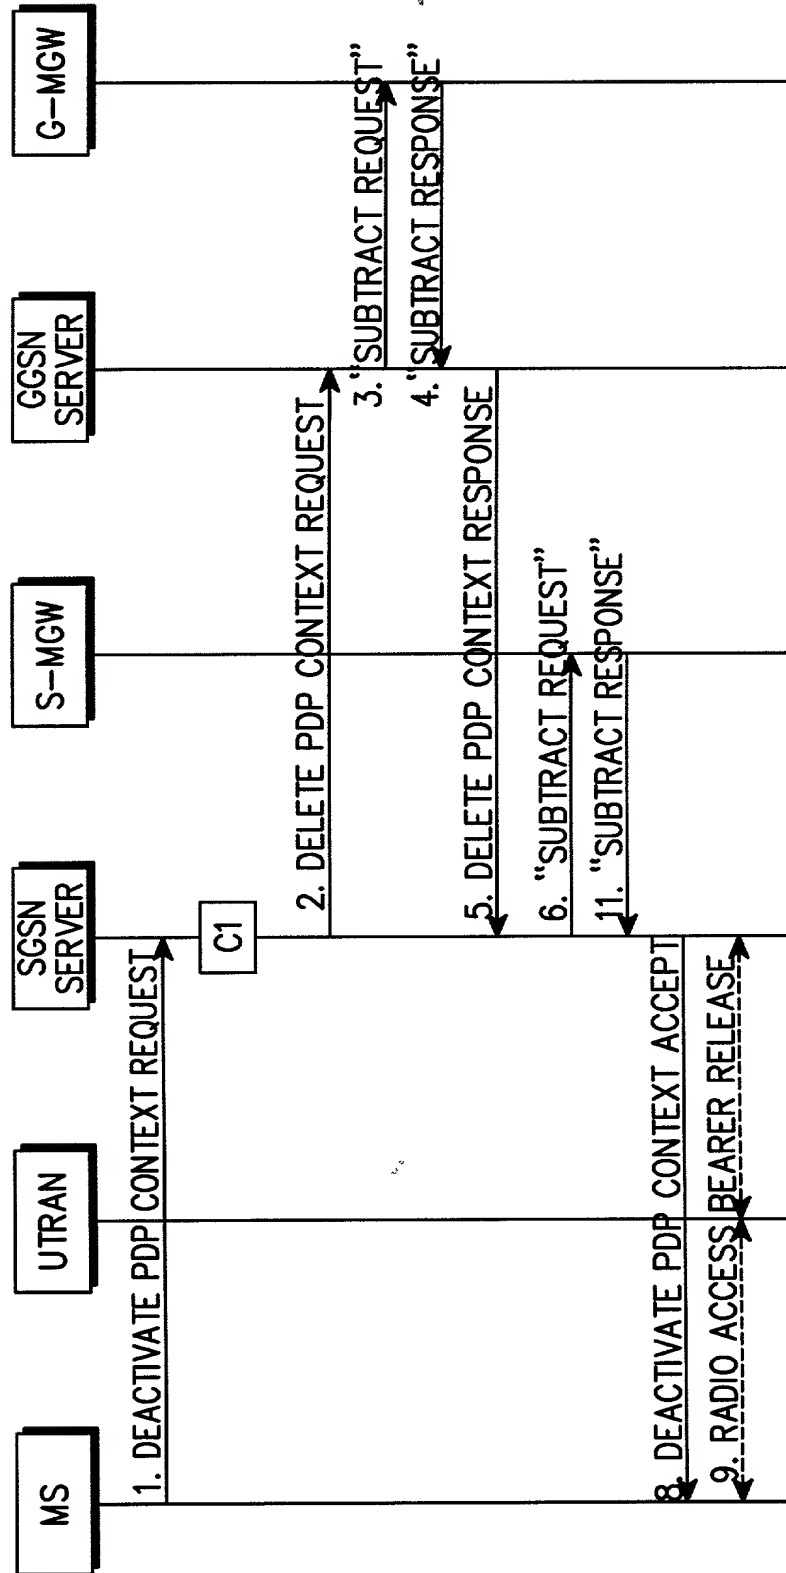 MS
UTRAN
SGSN
SERVER
S-MGW
GGSN
SERVER
G-MGW
1. DEACTIVATE PDP CONTEXT REQUEST
C1
2. DELETE PDP CONTEXT REQUEST
3. "SUBTRACT REQUEST"
4. "SUBTRACT RESPONSE"
5. DELETE PDP CONTEXT RESPONSE
6. "SUBTRACT REQUEST"
11. "SUBTRACT RESPONSE"
8. DEACTIVATE PDP CONTEXT ACCEPT
9. RADIO ACCESS BEARER RELEASE